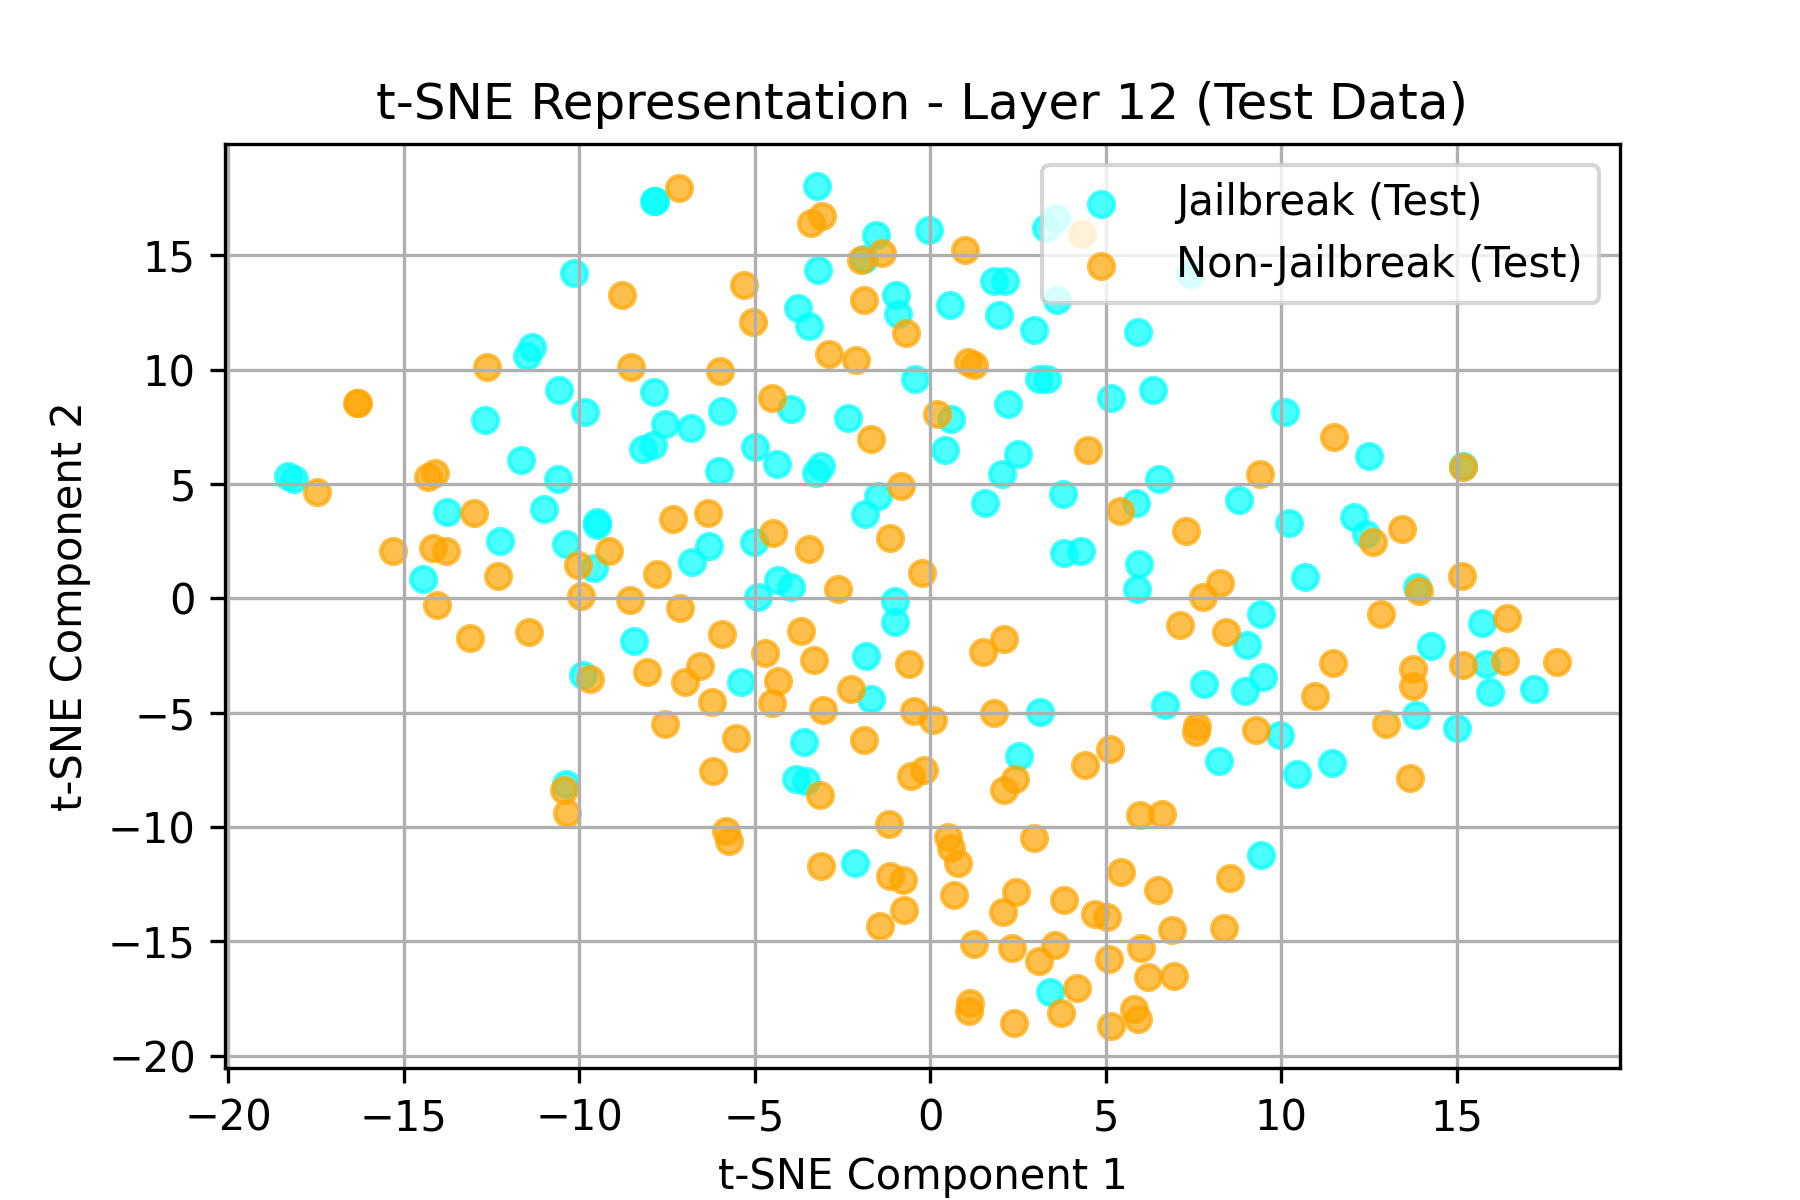 t-SNE Representation - Layer 12 (Test Data)
Jailbreak (Test)
Non-Jailbreak (Test)
t-SNE Component 2
15
10
5
0
−5
−10
−15
−20
−20 −15 −10 −5 0 5 10 15
t-SNE Component 1